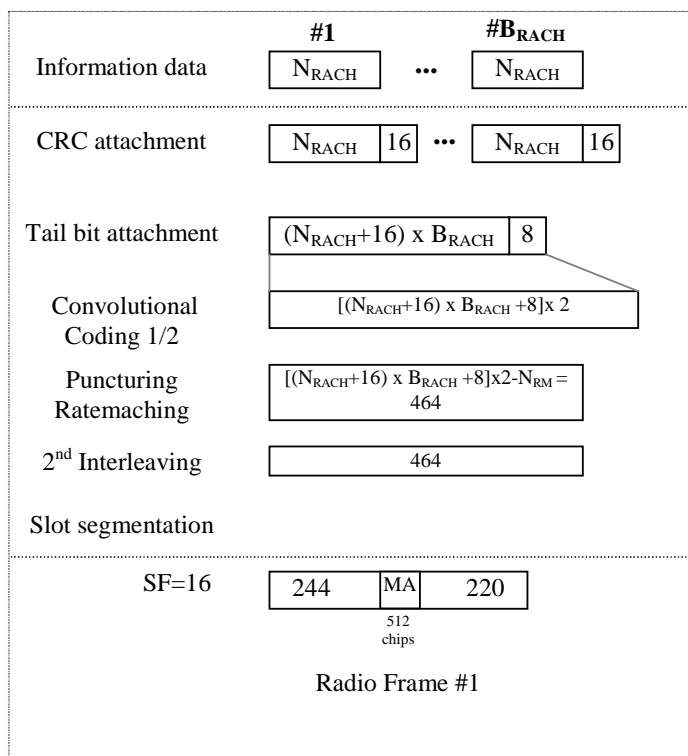 #1 #B_RACH
Information data N_RACH ••• N_RACH
CRC attachment N_RACH 16 ••• N_RACH 16
Tail bit attachment (N_RACH+16) x B_RACH 8
Convolutional Coding 1/2 [(N_RACH+16) x B_RACH +8]x 2
Puncturing Ratemaching [(N_RACH+16) x B_RACH +8]x2-N_RM = 464
2nd Interleaving 464
Slot segmentation
SF=16 244 MA 220
512
chips
Radio Frame #1